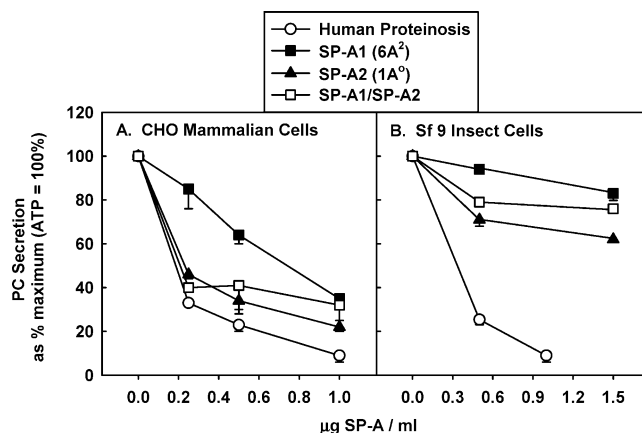 Human Proteinosis
SP-A1 (6A²)
SP-A2 (1A⁰)
SP-A1/SP-A2
A. CHO Mammalian Cells
B. Sf 9 Insect Cells
PC Secretion
as % maximum (ATP = 100%)
120
100
80
60
40
20
0
0.0 0.2 0.4 0.6 0.8 1.0
0.0 0.3 0.6 0.9 1.2 1.5
µg SP-A / ml